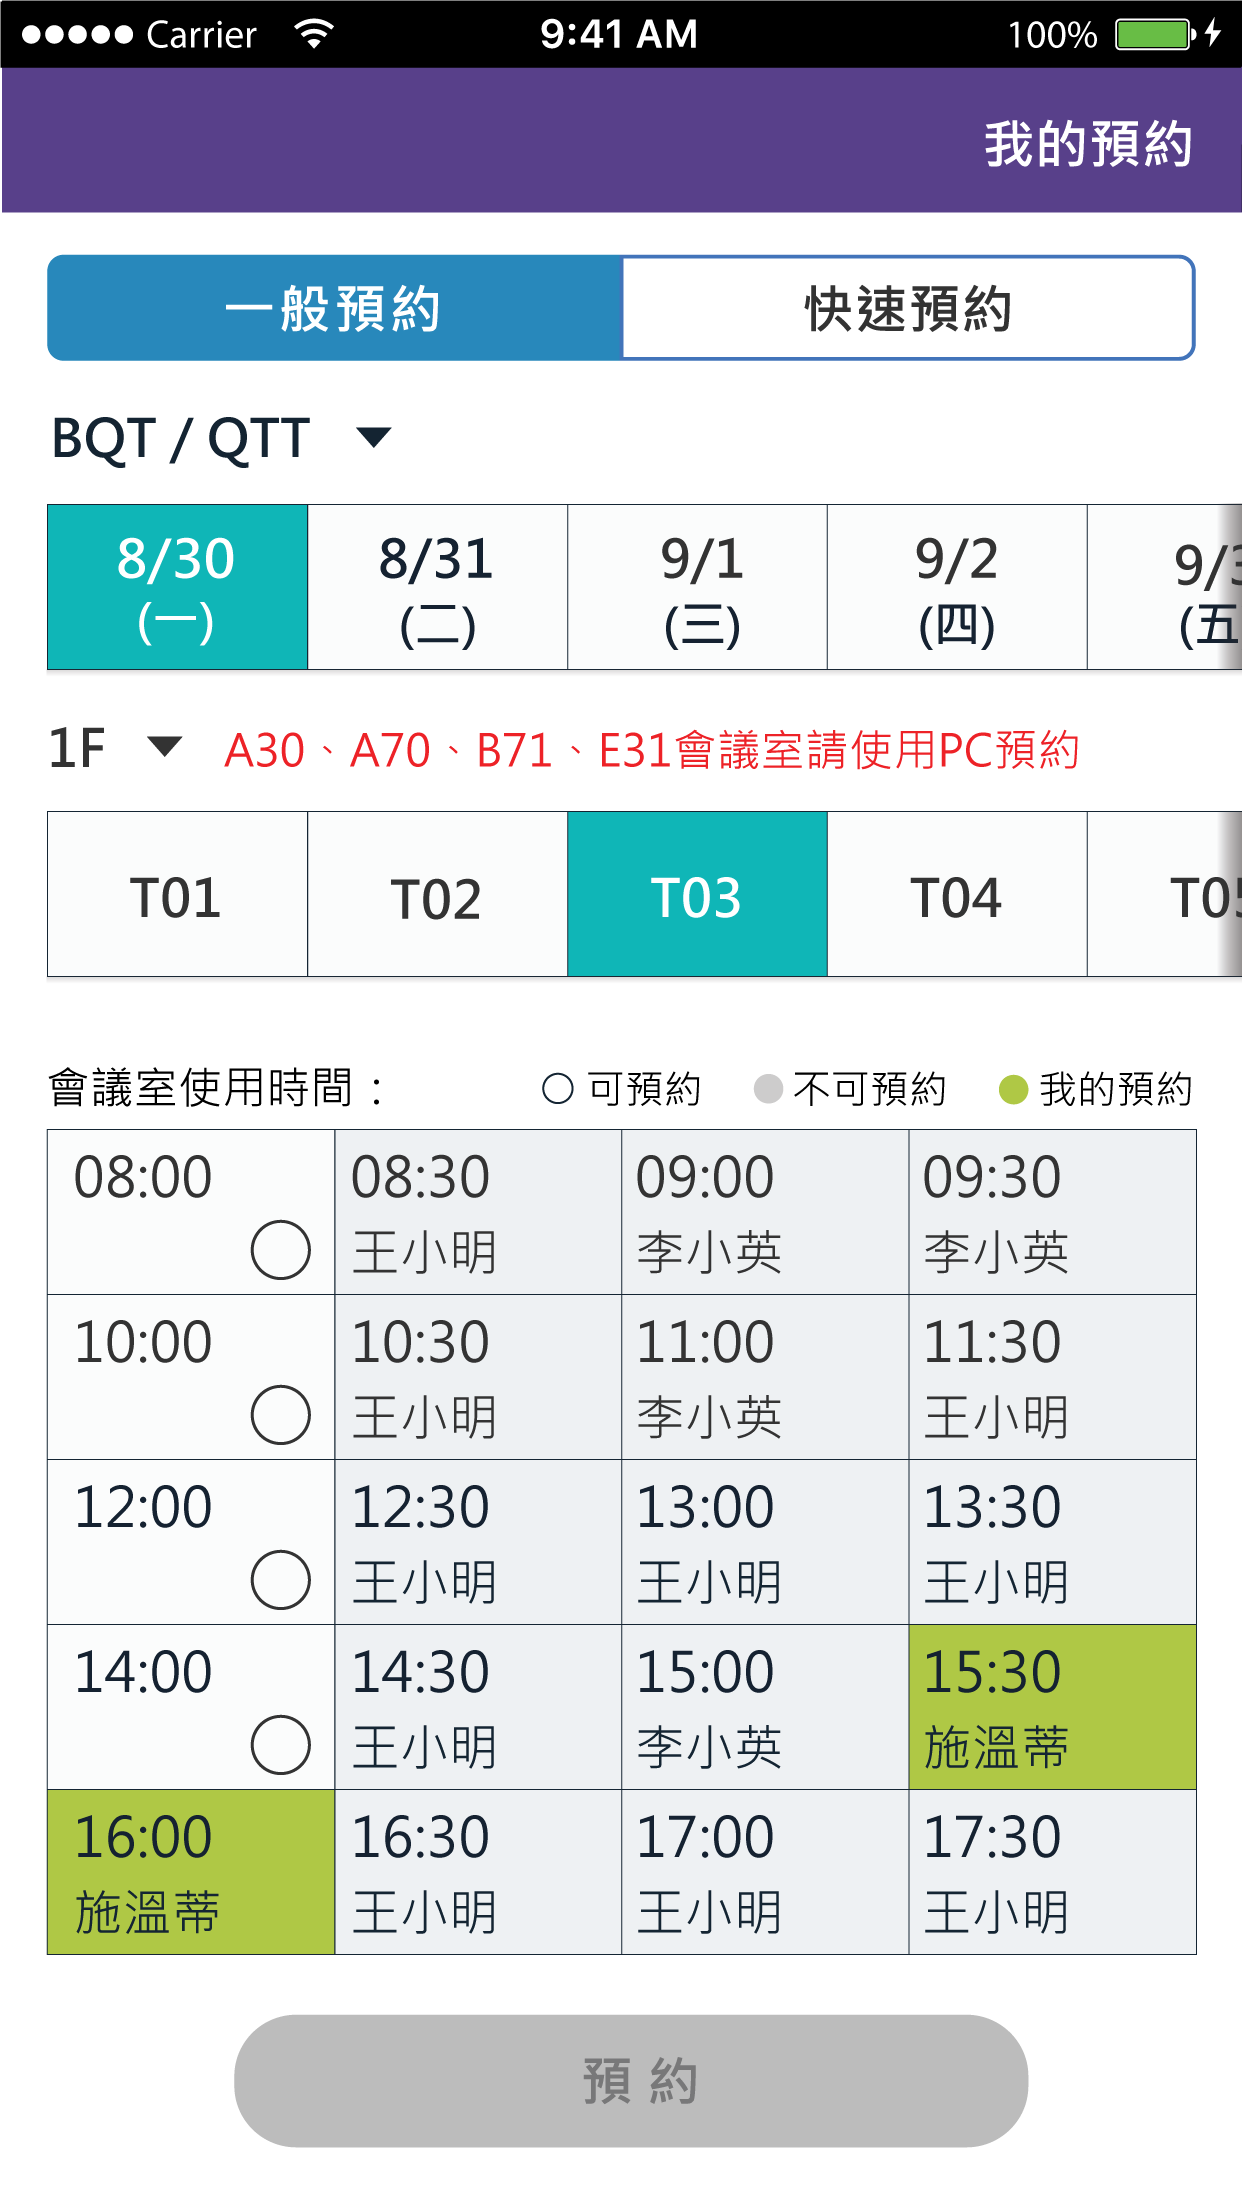 Carrier 9:41 AM 100%
我的預約
一般預約 快速預約
BQT / QTT
8/30 8/31 9/1 9/2 9/3
(一) (二) (三) (四) (五
1F A30、A70、B71、E31會議室請使用PC預約
T01 T02 T03 T04 T05
會議室使用時間： 可預約 不可預約 我的預約
08:00 08:30 09:00 09:30
王小明 李小英 李小英
10:00 10:30 11:00 11:30
王小明 李小英 王小明
12:00 12:30 13:00 13:30
王小明 王小明 王小明
14:00 14:30 15:00 15:30
王小明 李小英 施溫蒂
16:00 16:30 17:00 17:30
施溫蒂 王小明 王小明 王小明
預約